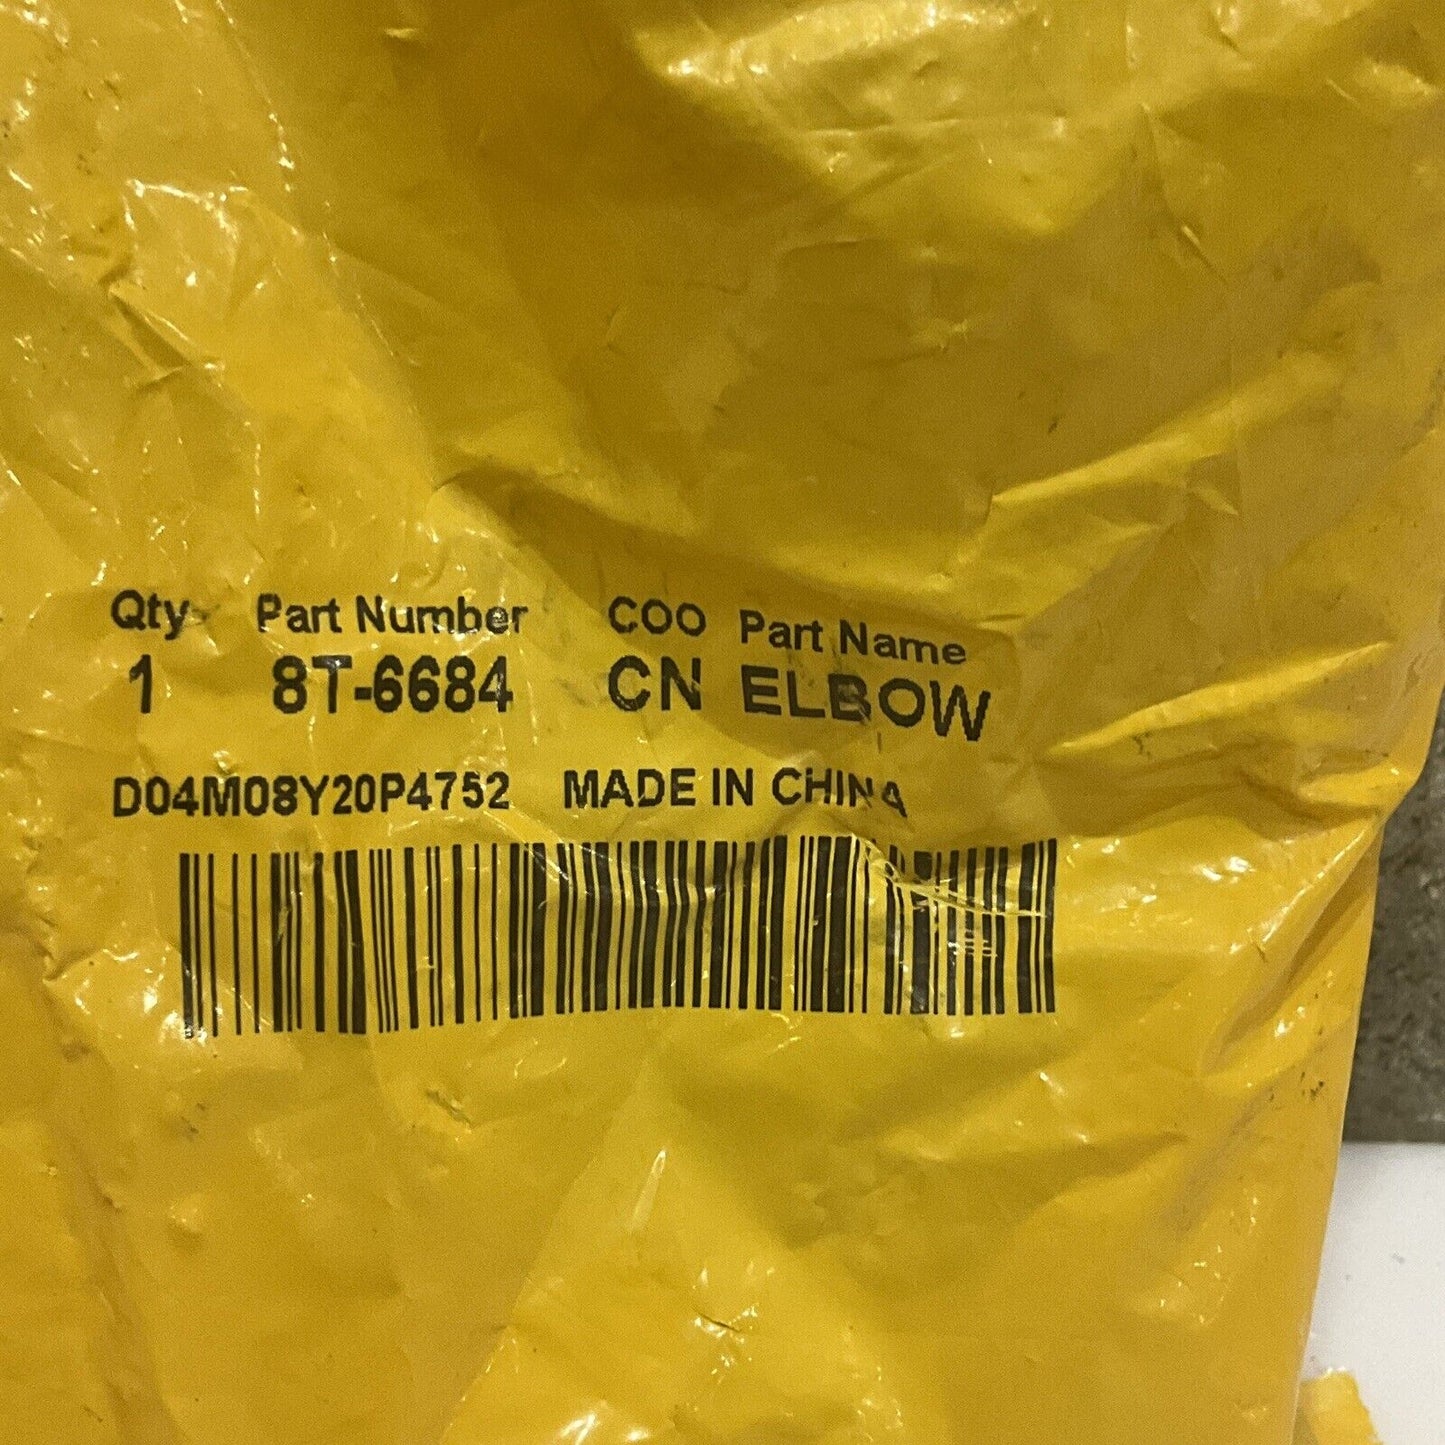 Qty Part Number COO Part Name
1 8T-6684 CN ELBOW
D04M08Y20P4752 MADE IN CHINA